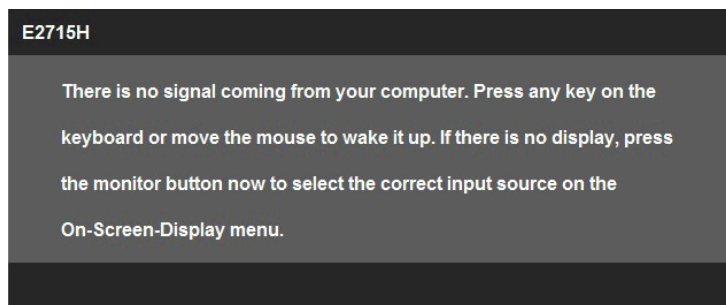 E2715H
There is no signal coming from your computer. Press any key on the
keyboard or move the mouse to wake it up. If there is no display, press
the monitor button now to select the correct input source on the
On-Screen-Display menu.